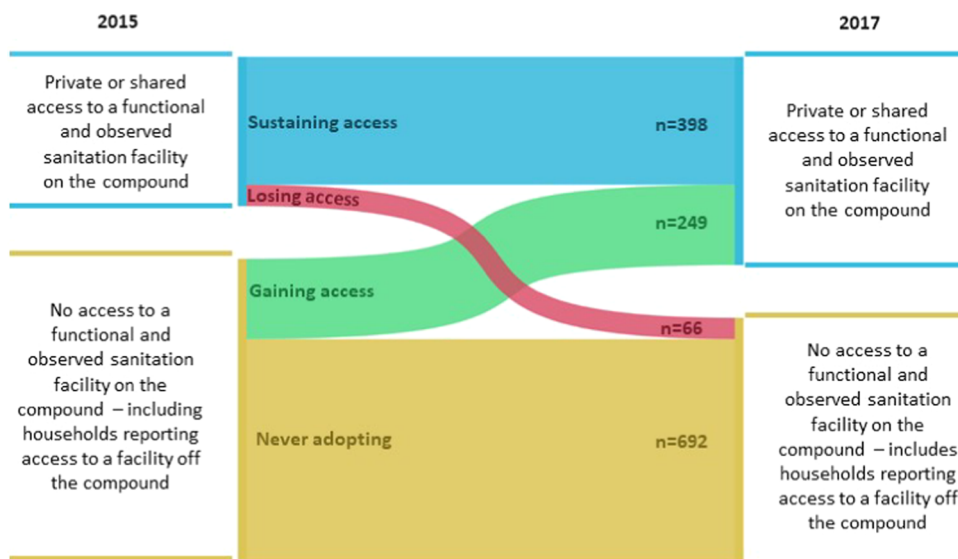 2015
Private or shared
access to a functional
and observed
sanitation facility
on the compound
No access to a
functional and
observed sanitation
facility on the
compound – including
households reporting
access to a facility off
the compound
Sustaining access
n=398
Losing access
n=249
Gaining access
n=66
Never adopting
n=692
2017
Private or shared
access to a functional
and observed
sanitation facility
on the compound
No access to a
functional and
observed sanitation
facility on the
compound – includes
households reporting
access to a facility off
the compound